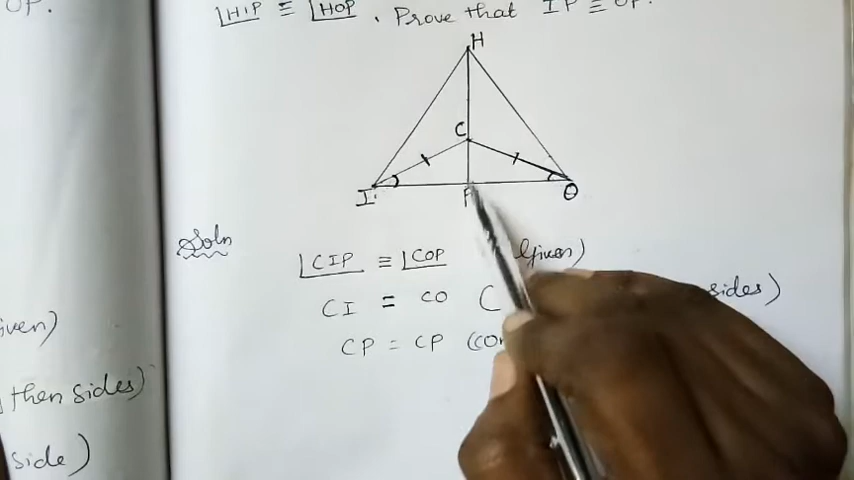 OP.
∠HIP ≡ ∠HOP . Prove that IP ≡ OP.
H
C
I
P
O
Soln
∠CIP ≡ ∠COP (Given)
CI = CO ( sides)
CP = CP
iven)
then sides)
side)